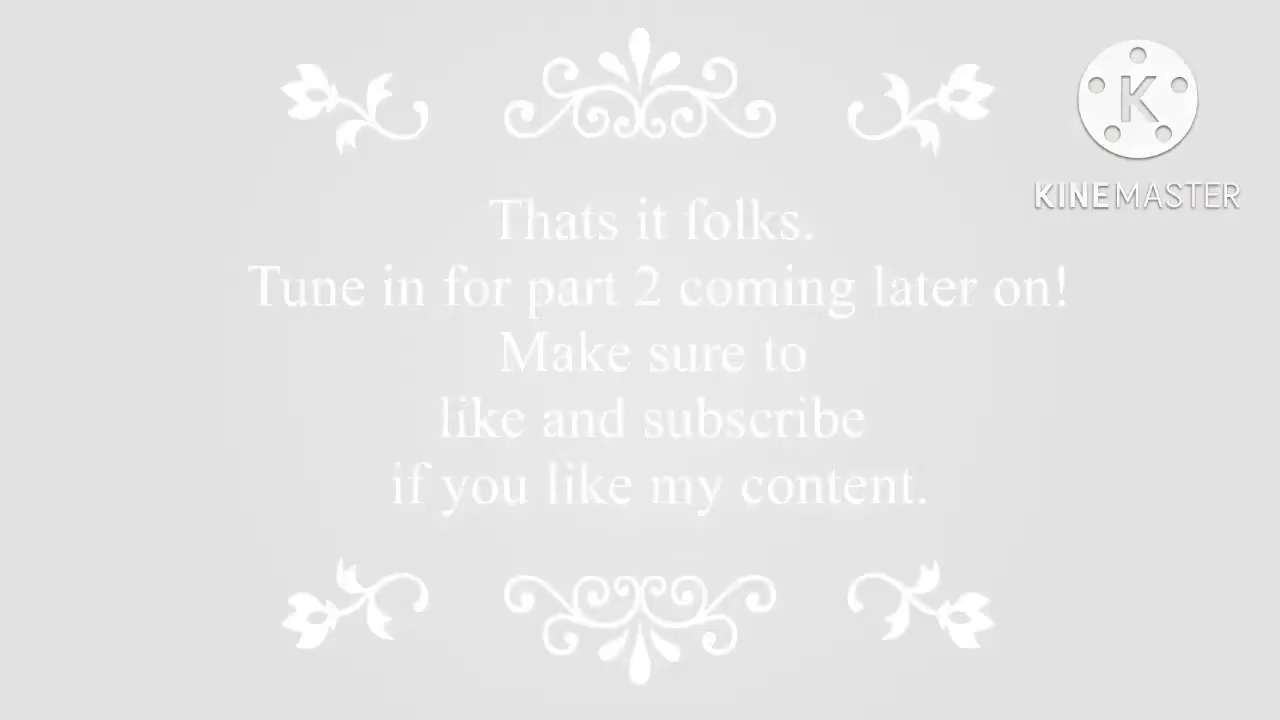 K
KINEMASTER
Thats it folks.
Tune in for part 2 coming later on!
Make sure to
like and subscribe
if you like my content.